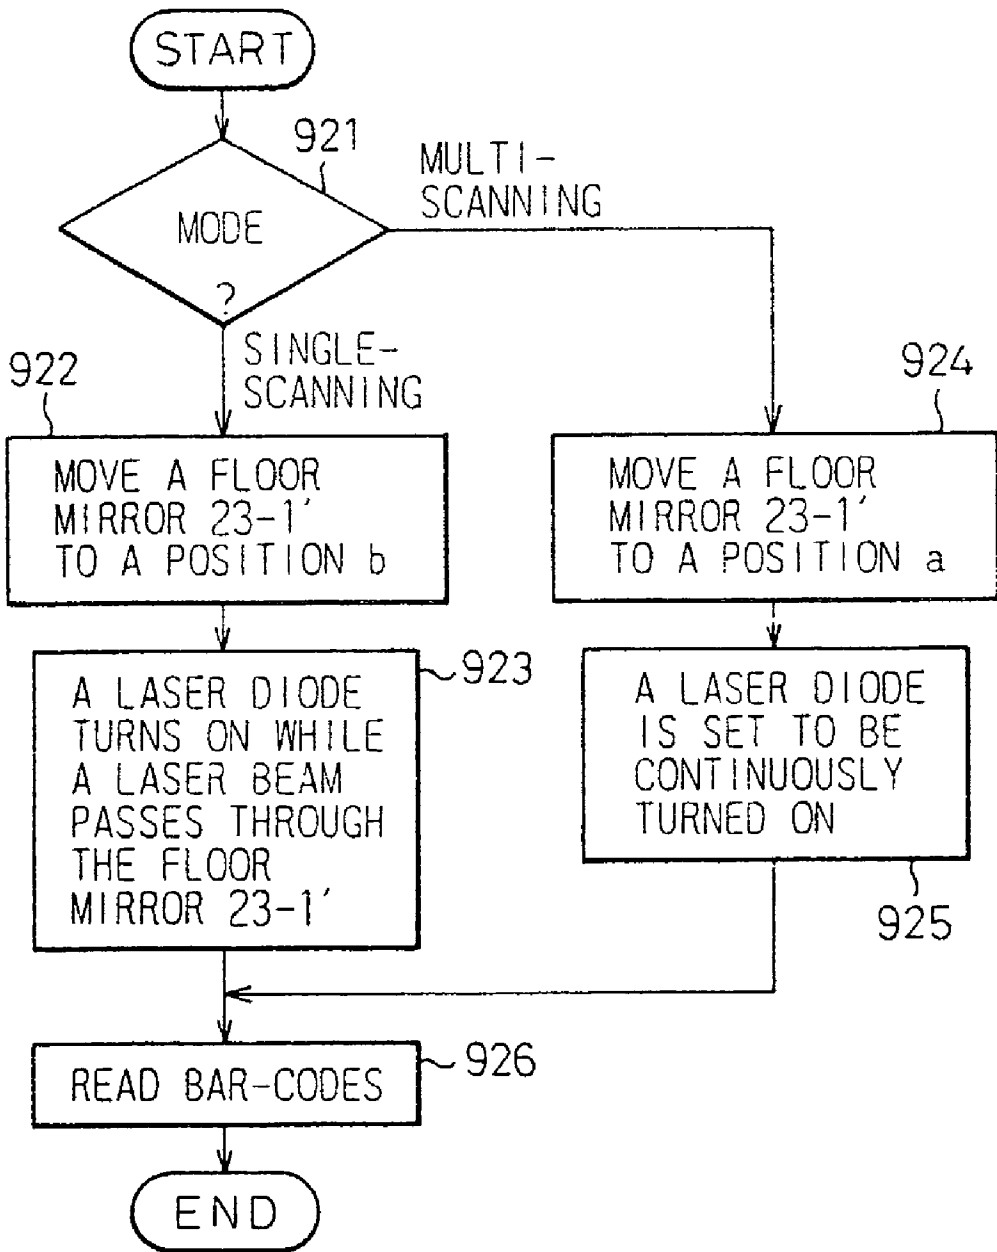 START
921
MODE
?
MULTI-
SCANNING
SINGLE-
SCANNING
922
MOVE A FLOOR
MIRROR 23-1′
TO A POSITION b
924
MOVE A FLOOR
MIRROR 23-1′
TO A POSITION a
923
A LASER DIODE
TURNS ON WHILE
A LASER BEAM
PASSES THROUGH
THE FLOOR
MIRROR 23-1′
A LASER DIODE
IS SET TO BE
CONTINUOUSLY
TURNED ON
925
READ BAR-CODES
926
END